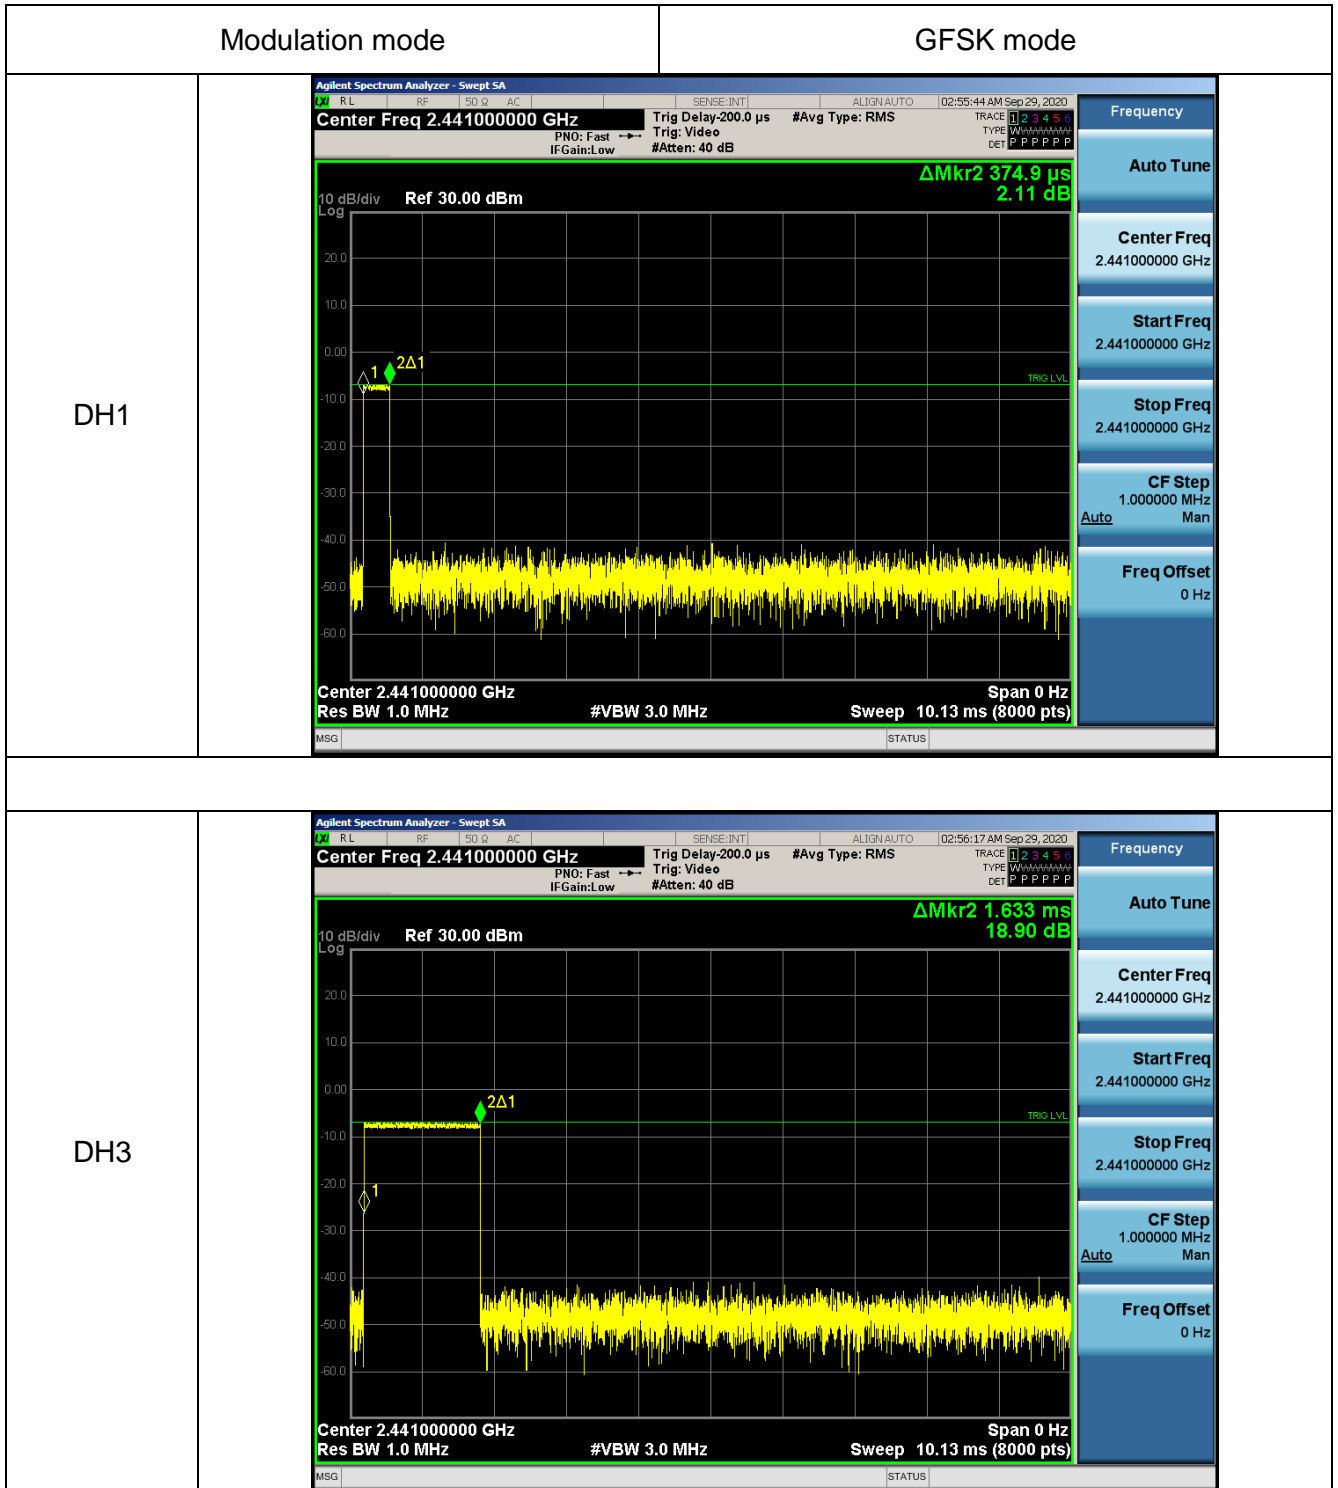 Modulation mode
GFSK mode
DH1
Agilent Spectrum Analyzer - Swept SA
LXI RL RF 50 Ω AC SENSE:INT ALIGN AUTO 02:55:44 AM Sep 29, 2020
Center Freq 2.441000000 GHz
PNO: Fast
IFGain:Low
Trig Delay-200.0 µs
Trig: Video
#Atten: 40 dB
#Avg Type: RMS
TRACE 1 2 3 4 5 6
TYPE WWWWWW
DET P P P P P P
ΔMkr2 374.9 µs
2.11 dB
10 dB/div Ref 30.00 dBm
Log
20.0
10.0
0.00
-10.0
-20.0
-30.0
-40.0
-50.0
-60.0
1
2Δ1
TRIG LVL
Center 2.441000000 GHz
Span 0 Hz
Res BW 1.0 MHz
#VBW 3.0 MHz
Sweep 10.13 ms (8000 pts)
MSG
STATUS
Frequency
Auto Tune
Center Freq
2.441000000 GHz
Start Freq
2.441000000 GHz
Stop Freq
2.441000000 GHz
CF Step
1.000000 MHz
Auto Man
Freq Offset
0 Hz
DH3
Agilent Spectrum Analyzer - Swept SA
LXI RL RF 50 Ω AC SENSE:INT ALIGN AUTO 02:56:17 AM Sep 29, 2020
Center Freq 2.441000000 GHz
PNO: Fast
IFGain:Low
Trig Delay-200.0 µs
Trig: Video
#Atten: 40 dB
#Avg Type: RMS
TRACE 1 2 3 4 5 6
TYPE WWWWWW
DET P P P P P P
ΔMkr2 1.633 ms
18.90 dB
10 dB/div Ref 30.00 dBm
Log
20.0
10.0
0.00
-10.0
-20.0
-30.0
-40.0
-50.0
-60.0
2Δ1
1
TRIG LVL
Center 2.441000000 GHz
Span 0 Hz
Res BW 1.0 MHz
#VBW 3.0 MHz
Sweep 10.13 ms (8000 pts)
MSG
STATUS
Frequency
Auto Tune
Center Freq
2.441000000 GHz
Start Freq
2.441000000 GHz
Stop Freq
2.441000000 GHz
CF Step
1.000000 MHz
Auto Man
Freq Offset
0 Hz